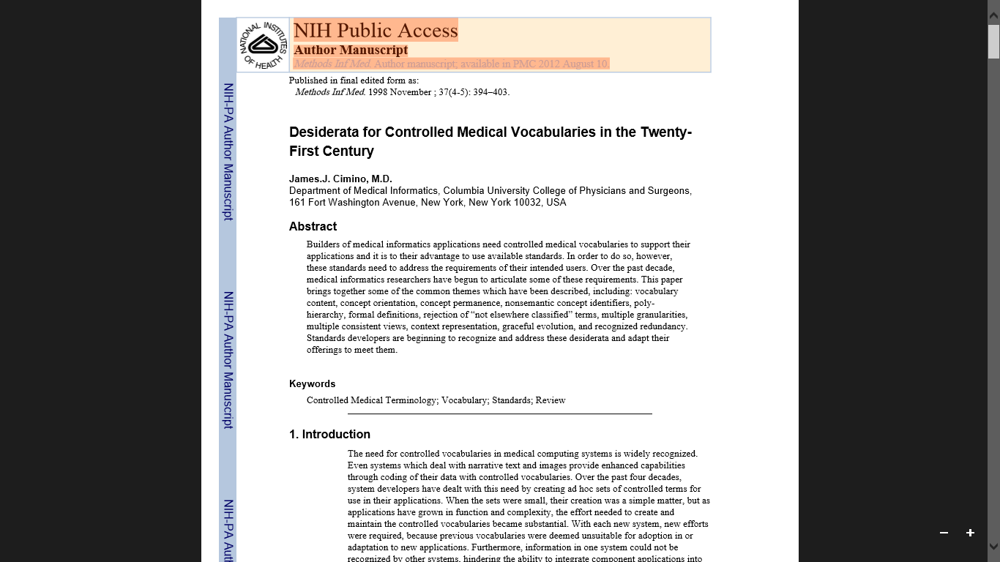 NATIONAL INSTITUTES OF HEALTH
NIH Public Access
Author Manuscript
Methods Inf Med. Author manuscript; available in PMC 2012 August 10.
Published in final edited form as:
Methods Inf Med. 1998 November ; 37(4-5): 394–403.
Desiderata for Controlled Medical Vocabularies in the Twenty-
First Century
James.J. Cimino, M.D.
Department of Medical Informatics, Columbia University College of Physicians and Surgeons,
161 Fort Washington Avenue, New York, New York 10032, USA
Abstract
Builders of medical informatics applications need controlled medical vocabularies to support their
applications and it is to their advantage to use available standards. In order to do so, however,
these standards need to address the requirements of their intended users. Over the past decade,
medical informatics researchers have begun to articulate some of these requirements. This paper
brings together some of the common themes which have been described, including: vocabulary
content, concept orientation, concept permanence, nonsemantic concept identifiers, poly-
hierarchy, formal definitions, rejection of “not elsewhere classified” terms, multiple granularities,
multiple consistent views, context representation, graceful evolution, and recognized redundancy.
Standards developers are beginning to recognize and address these desiderata and adapt their
offerings to meet them.
Keywords
Controlled Medical Terminology; Vocabulary; Standards; Review
1. Introduction
The need for controlled vocabularies in medical computing systems is widely recognized.
Even systems which deal with narrative text and images provide enhanced capabilities
through coding of their data with controlled vocabularies. Over the past four decades,
system developers have dealt with this need by creating ad hoc sets of controlled terms for
use in their applications. When the sets were small, their creation was a simple matter, but as
applications have grown in function and complexity, the effort needed to create and
maintain the controlled vocabularies became substantial. With each new system, new efforts
were required, because previous vocabularies were deemed unsuitable for adoption in or
adaptation to new applications. Furthermore, information in one system could not be
recognized by other systems, hindering the ability to integrate component applications into
NIH-PA Author Manuscript
NIH-PA Author Manuscript
NIH-PA Aut